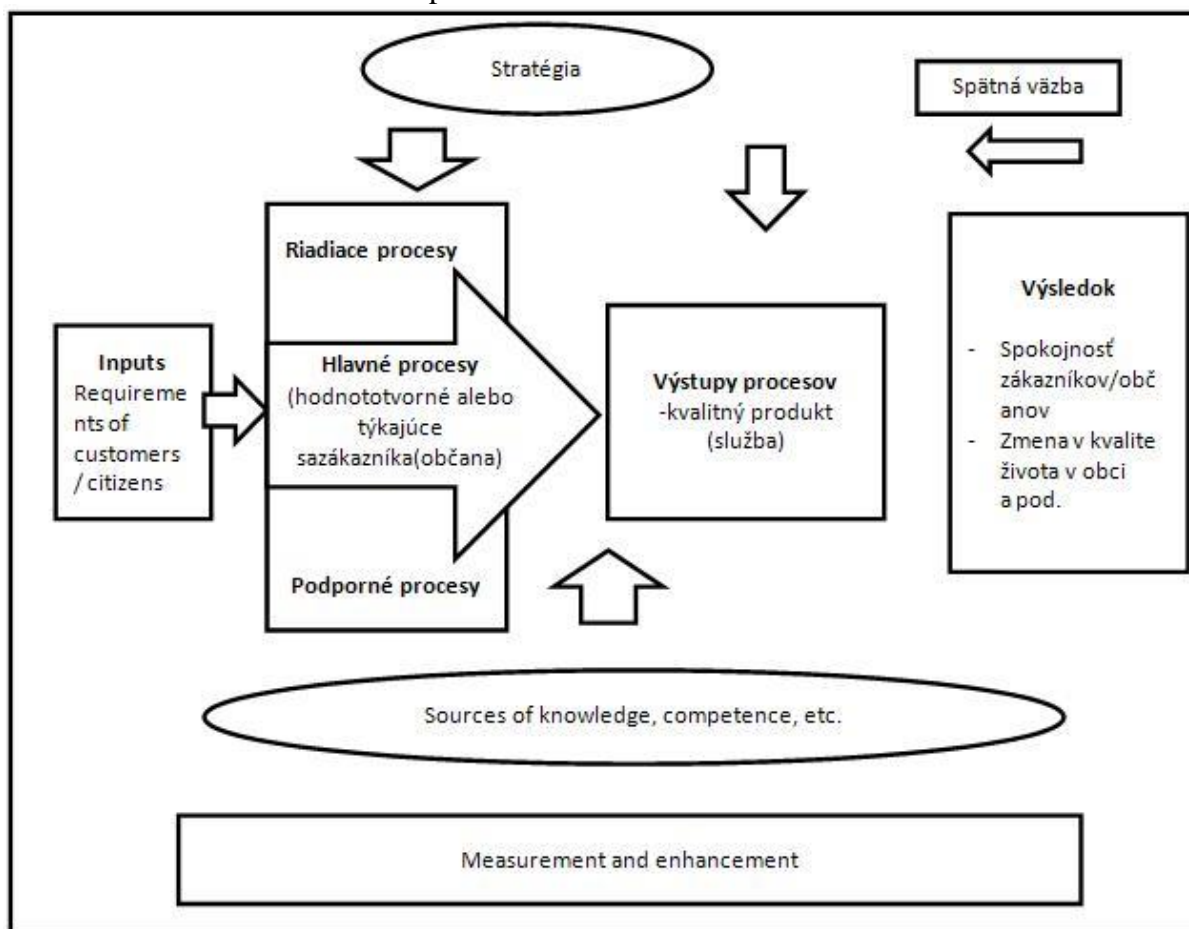 Stratégia
Spätná väzba
Riadiace procesy
Inputs
Requireme
nts of
customers
/ citizens
Hlavné procesy
(hodnototvorné alebo
týkajúce
sazákazníka(občana)
Podporné procesy
Výstupy procesov
-kvalitný produkt
(služba)
Výsledok
- Spokojnosť
zákazníkov/obč
anov
- Zmena v kvalite
života v obci
a pod.
Sources of knowledge, competence, etc.
Measurement and enhancement